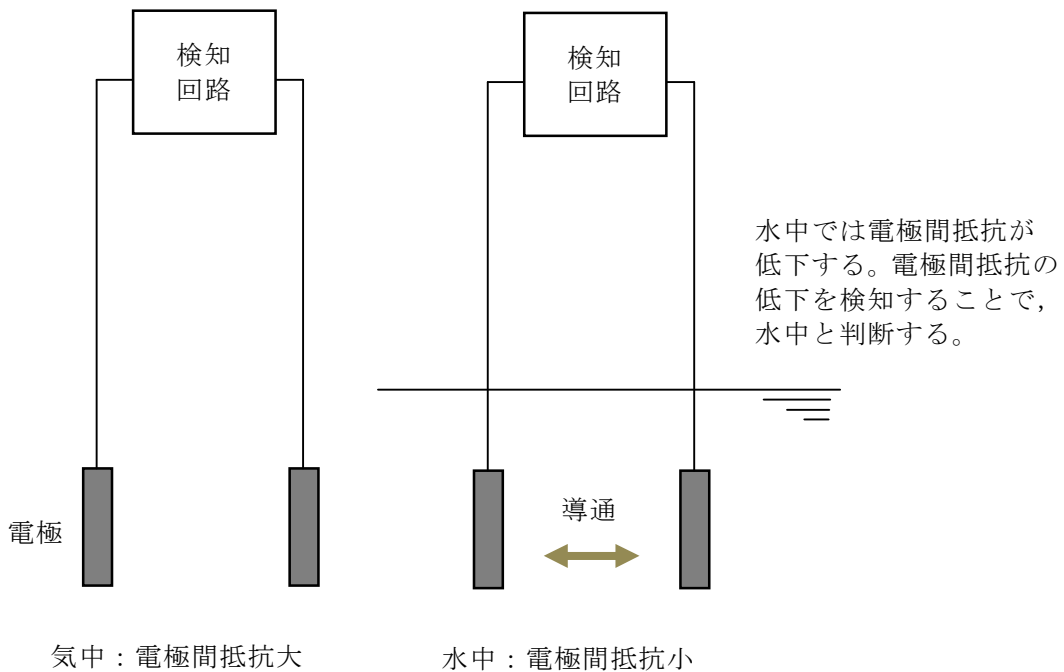 検知
回路
検知
回路
水中では電極間抵抗が
低下する。電極間抵抗の
低下を検知することで,
水中と判断する。
電極
導通
気中：電極間抵抗大
水中：電極間抵抗小